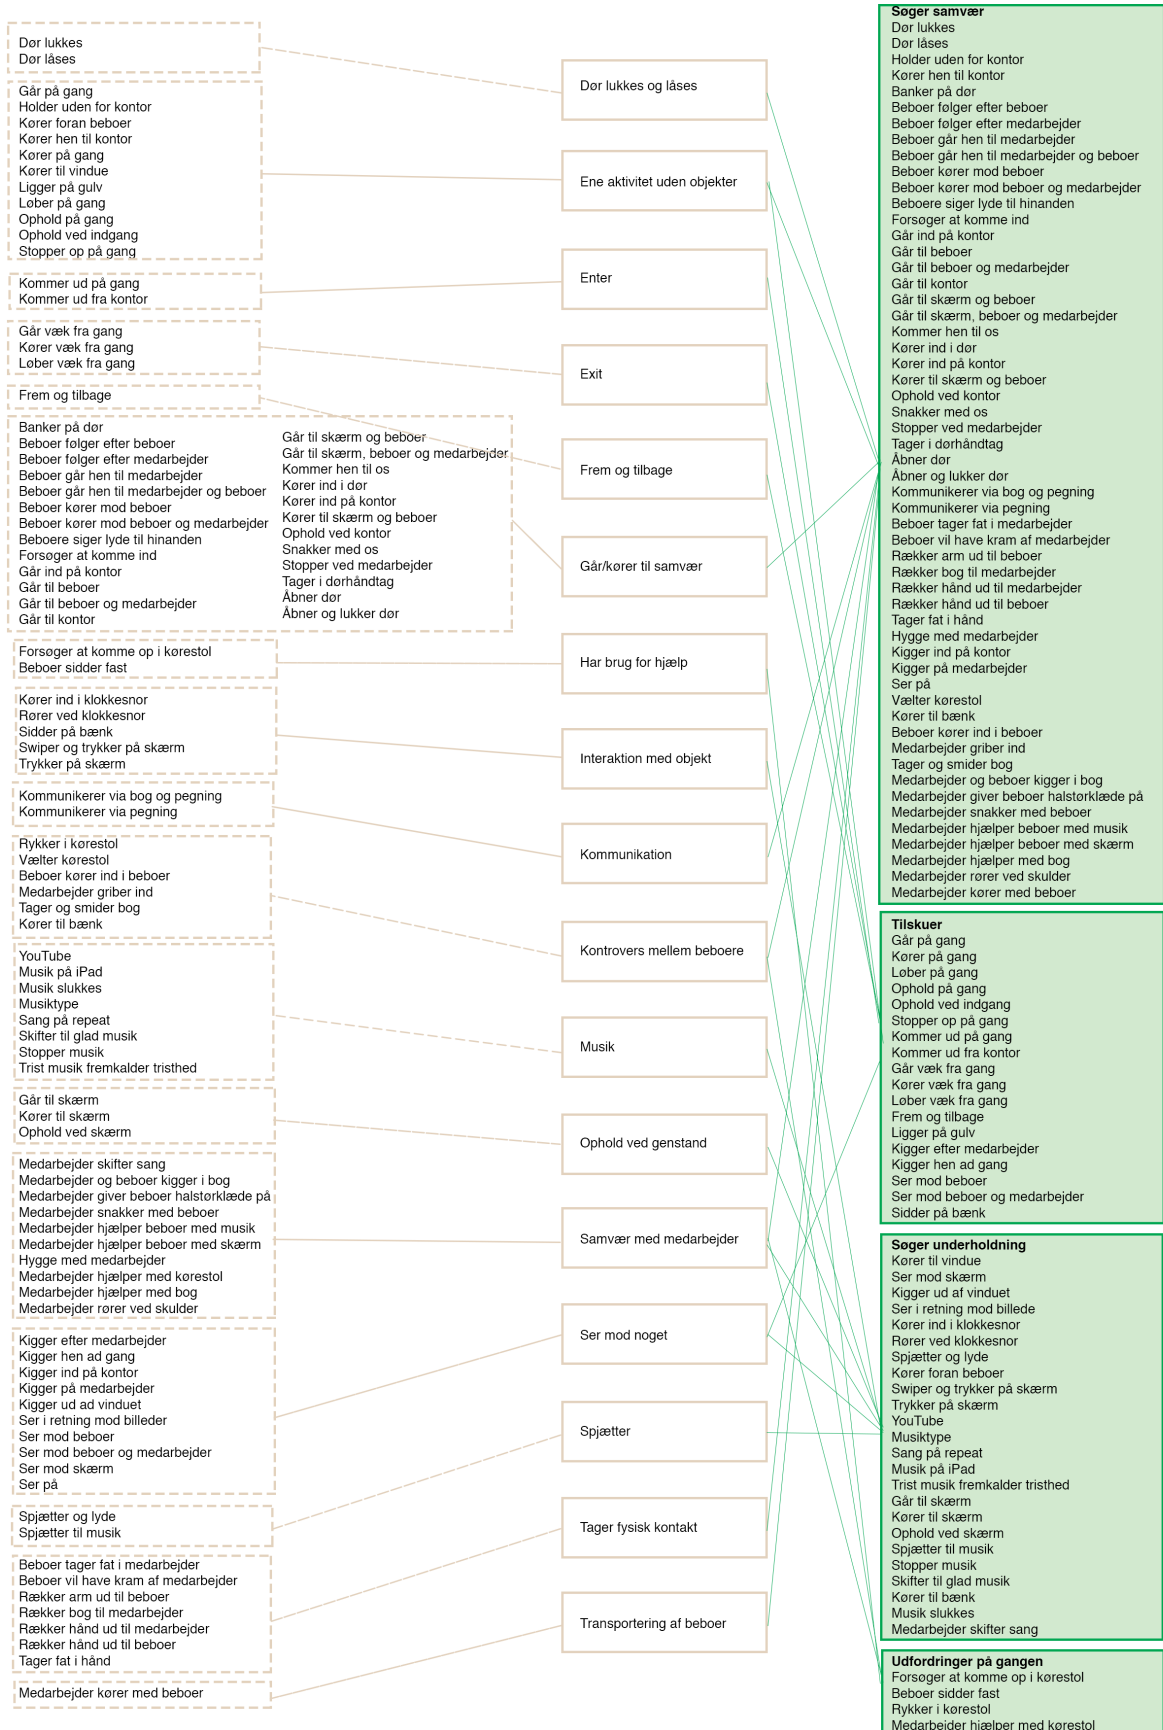 Dør lukkes
Dør låses
Går på gang
Holder uden for kontor
Kører foran beboer
Kører hen til kontor
Kører på gang
Kører til vindue
Ligger på gulv
Løber på gang
Ophold på gang
Ophold ved indgang
Stopper op på gang
Kommer ud på gang
Kommer ud fra kontor
Går væk fra gang
Kører væk fra gang
Løber væk fra gang
Frem og tilbage
Banker på dør
Beboer følger efter beboer
Beboer følger efter medarbejder
Beboer går hen til medarbejder
Beboer går hen til medarbejder og beboer
Beboer kører mod beboer
Beboer kører mod beboer og medarbejder
Beboere siger lyde til hinanden
Forsøger at komme ind
Går ind på kontor
Går til beboer
Går til beboer og medarbejder
Går til kontor
Går til skærm og beboer
Går til skærm, beboer og medarbejder
Kommer hen til os
Kører ind i dør
Kører ind på kontor
Kører til skærm og beboer
Ophold ved kontor
Snakker med os
Stopper ved medarbejder
Tager i dørhåndtag
Åbner dør
Åbner og lukker dør
Forsøger at komme op i kørestol
Beboer sidder fast
Kører ind i klokkesnor
Rører ved klokkesnor
Sidder på bænk
Swiper og trykker på skærm
Trykker på skærm
Kommunikerer via bog og pegning
Kommunikerer via pegning
Rykker i kørestol
Vælter kørestol
Beboer kører ind i beboer
Medarbejder griber ind
Tager og smider bog
Kører til bænk
YouTube
Musik på iPad
Musik slukkes
Musiktype
Sang på repeat
Skifter til glad musik
Stopper musik
Trist musik fremkalder tristhed
Går til skærm
Kører til skærm
Ophold ved skærm
Medarbejder skifter sang
Medarbejder og beboer kigger i bog
Medarbejder giver beboer halstørklæde på
Medarbejder snakker med beboer
Medarbejder hjælper beboer med musik
Medarbejder hjælper beboer med skærm
Hygge med medarbejder
Medarbejder hjælper med kørestol
Medarbejder hjælper med bog
Medarbejder rører ved skulder
Kigger efter medarbejder
Kigger hen ad gang
Kigger ind på kontor
Kigger på medarbejder
Kigger ud ad vinduet
Ser i retning mod billeder
Ser mod beboer
Ser mod beboer og medarbejder
Ser mod skærm
Ser på
Spjætter og lyde
Spjætter til musik
Beboer tager fat i medarbejder
Beboer vil have kram af medarbejder
Rækker arm ud til beboer
Rækker bog til medarbejder
Rækker hånd ud til medarbejder
Rækker hånd ud til beboer
Tager fat i hånd
Medarbejder kører med beboer
Dør lukkes og låses
Ene aktivitet uden objekter
Enter
Exit
Frem og tilbage
Går/kører til samvær
Har brug for hjælp
Interaktion med objekt
Kommunikation
Kontrovers mellem beboere
Musik
Ophold ved genstand
Samvær med medarbejder
Ser mod noget
Spjætter
Tager fysisk kontakt
Transportering af beboer
Søger samvær
Dør lukkes
Dør låses
Holder uden for kontor
Kører hen til kontor
Banker på dør
Beboer følger efter beboer
Beboer følger efter medarbejder
Beboer går hen til medarbejder
Beboer går hen til medarbejder og beboer
Beboer kører mod beboer
Beboer kører mod beboer og medarbejder
Beboere siger lyde til hinanden
Forsøger at komme ind
Går ind på kontor
Går til beboer
Går til beboer og medarbejder
Går til kontor
Går til skærm og beboer
Går til skærm, beboer og medarbejder
Kommer hen til os
Kører ind i dør
Kører ind på kontor
Kører til skærm og beboer
Ophold ved kontor
Snakker med os
Stopper ved medarbejder
Tager i dørhåndtag
Åbner dør
Åbner og lukker dør
Kommunikerer via bog og pegning
Kommunikerer via pegning
Beboer tager fat i medarbejder
Beboer vil have kram af medarbejder
Rækker arm ud til beboer
Rækker bog til medarbejder
Rækker hånd ud til medarbejder
Rækker hånd ud til beboer
Tager fat i hånd
Hygge med medarbejder
Kigger ind på kontor
Kigger på medarbejder
Ser på
Vælter kørestol
Kører til bænk
Beboer kører ind i beboer
Medarbejder griber ind
Tager og smider bog
Medarbejder og beboer kigger i bog
Medarbejder giver beboer halstørklæde på
Medarbejder snakker med beboer
Medarbejder hjælper beboer med musik
Medarbejder hjælper beboer med skærm
Medarbejder hjælper med bog
Medarbejder rører ved skulder
Medarbejder kører med beboer
Tilskuer
Går på gang
Kører på gang
Løber på gang
Ophold på gang
Ophold ved indgang
Stopper op på gang
Kommer ud på gang
Kommer ud fra kontor
Går væk fra gang
Kører væk fra gang
Løber væk fra gang
Frem og tilbage
Ligger på gulv
Kigger efter medarbejder
Kigger hen ad gang
Ser mod beboer
Ser mod beboer og medarbejder
Sidder på bænk
Søger underholdning
Kører til vindue
Ser mod skærm
Kigger ud af vinduet
Ser i retning mod billede
Kører ind i klokkesnor
Rører ved klokkesnor
Spjætter og lyde
Kører foran beboer
Swiper og trykker på skærm
Trykker på skærm
YouTube
Musiktype
Sang på repeat
Musik på iPad
Trist musik fremkalder tristhed
Går til skærm
Kører til skærm
Ophold ved skærm
Spjætter til musik
Stopper musik
Skifter til glad musik
Kører til bænk
Musik slukkes
Medarbejder skifter sang
Udfordringer på gangen
Forsøger at komme op i kørestol
Beboer sidder fast
Rykker i kørestol
Medarbejder hjælper med kørestol